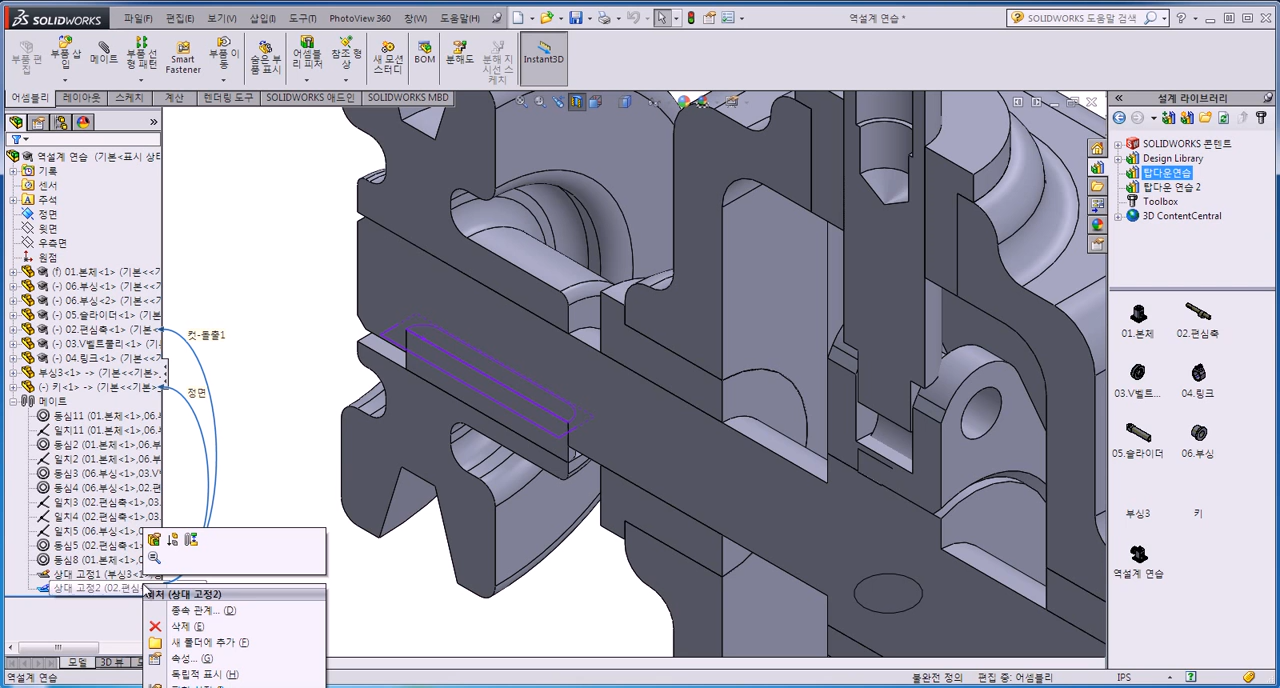 SOLIDWORKS
파일(F) 편집(E) 보기(V) 삽입(I) 도구(T) PhotoView 360 창(W) 도움말(H)
역설계 연습 *
SOLIDWORKS 도움말 검색
부품 편집
부품 삽입
메이트
부품 선형 패턴
Smart Fastener
부품 이동
숨은 부품 표시
어셈블리 피처
참조 형상
새 모션 스터디
BOM
분해도
분해 지시선 스케치
Instant3D
어셈블리 레이아웃 스케치 계산 렌더링 도구 SOLIDWORKS 애드인 SOLIDWORKS MBD
역설계 연습 (기본<표시 상태
기록
센서
주석
정면
윗면
우측면
원점
(f) 01.본체<1> (기본<<기
(-) 06.부싱<1> (기본<<기
(-) 06.부싱<2> (기본<<기
(-) 05.슬라이더<1> (기본
(-) 02.편심축<1> (기본<
(-) 03.V벨트풀리<1> (기
(-) 04.링크<1> (기본<<기
부싱3<1> -> (기본<<기본
(-) 키<1> -> (기본<<기본>
메이트
동심11 (01.본체<1>,06.
일치11 (01.본체<1>,06.
동심2 (01.본체<1>,06.부
일치2 (01.본체<1>,06.부
동심3 (06.부싱<1>,03.V
동심4 (06.부싱<1>,02.편
일치3 (02.편심축<1>,03.
일치4 (02.편심축<1>,03.
일치5 (06.부싱<1>,0
동심5 (02.편심축<1>
동심8 (01.본체<1>,0
상대 고정1 (부싱3<1>
상대 고정2 (02.편심
컷-돌출1
정면
피처 (상대 고정2)
종속 관계... (D)
삭제 (E)
새 폴더에 추가 (F)
속성... (G)
독립적 표시 (H)
모델 3D 뷰
역설계 연습
불완전 정의 편집 중: 어셈블리 IPS
설계 라이브러리
SOLIDWORKS 콘텐트
Design Library
탑다운연습
탑다운 연습 2
Toolbox
3D ContentCentral
01.본체 02.편심축
03.V벨트... 04.링크
05.슬라이더 06.부싱
부싱3 키
역설계 연습